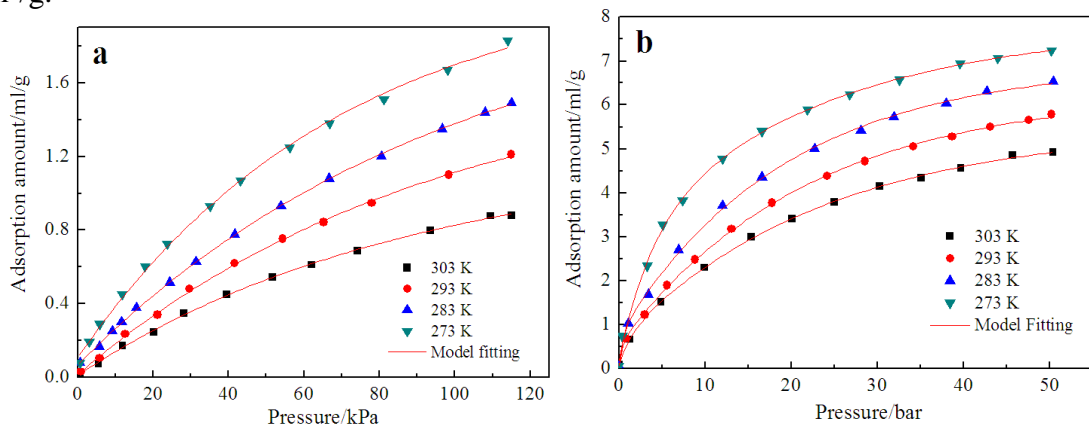 /g.
a
Adsorption amount/ml/g
1.6
1.2
0.8
0.4
0.0
303 K
293 K
283 K
273 K
Model fitting
0 20 40 60 80 100 120
Pressure/kPa
b
Adsorption amount/ml/g
8
7
6
5
4
3
2
1
0
303 K
293 K
283 K
273 K
Model Fitting
0 10 20 30 40 50
Pressure/bar